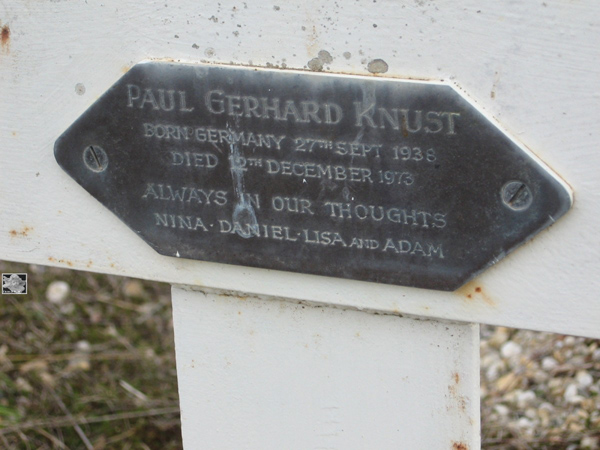 PAUL GERHARD KNUST
BORN GERMANY 27TH SEPT 1938
DIED 12TH DECEMBER 1973
ALWAYS IN OUR THOUGHTS
NINA · DANIEL · LISA AND ADAM